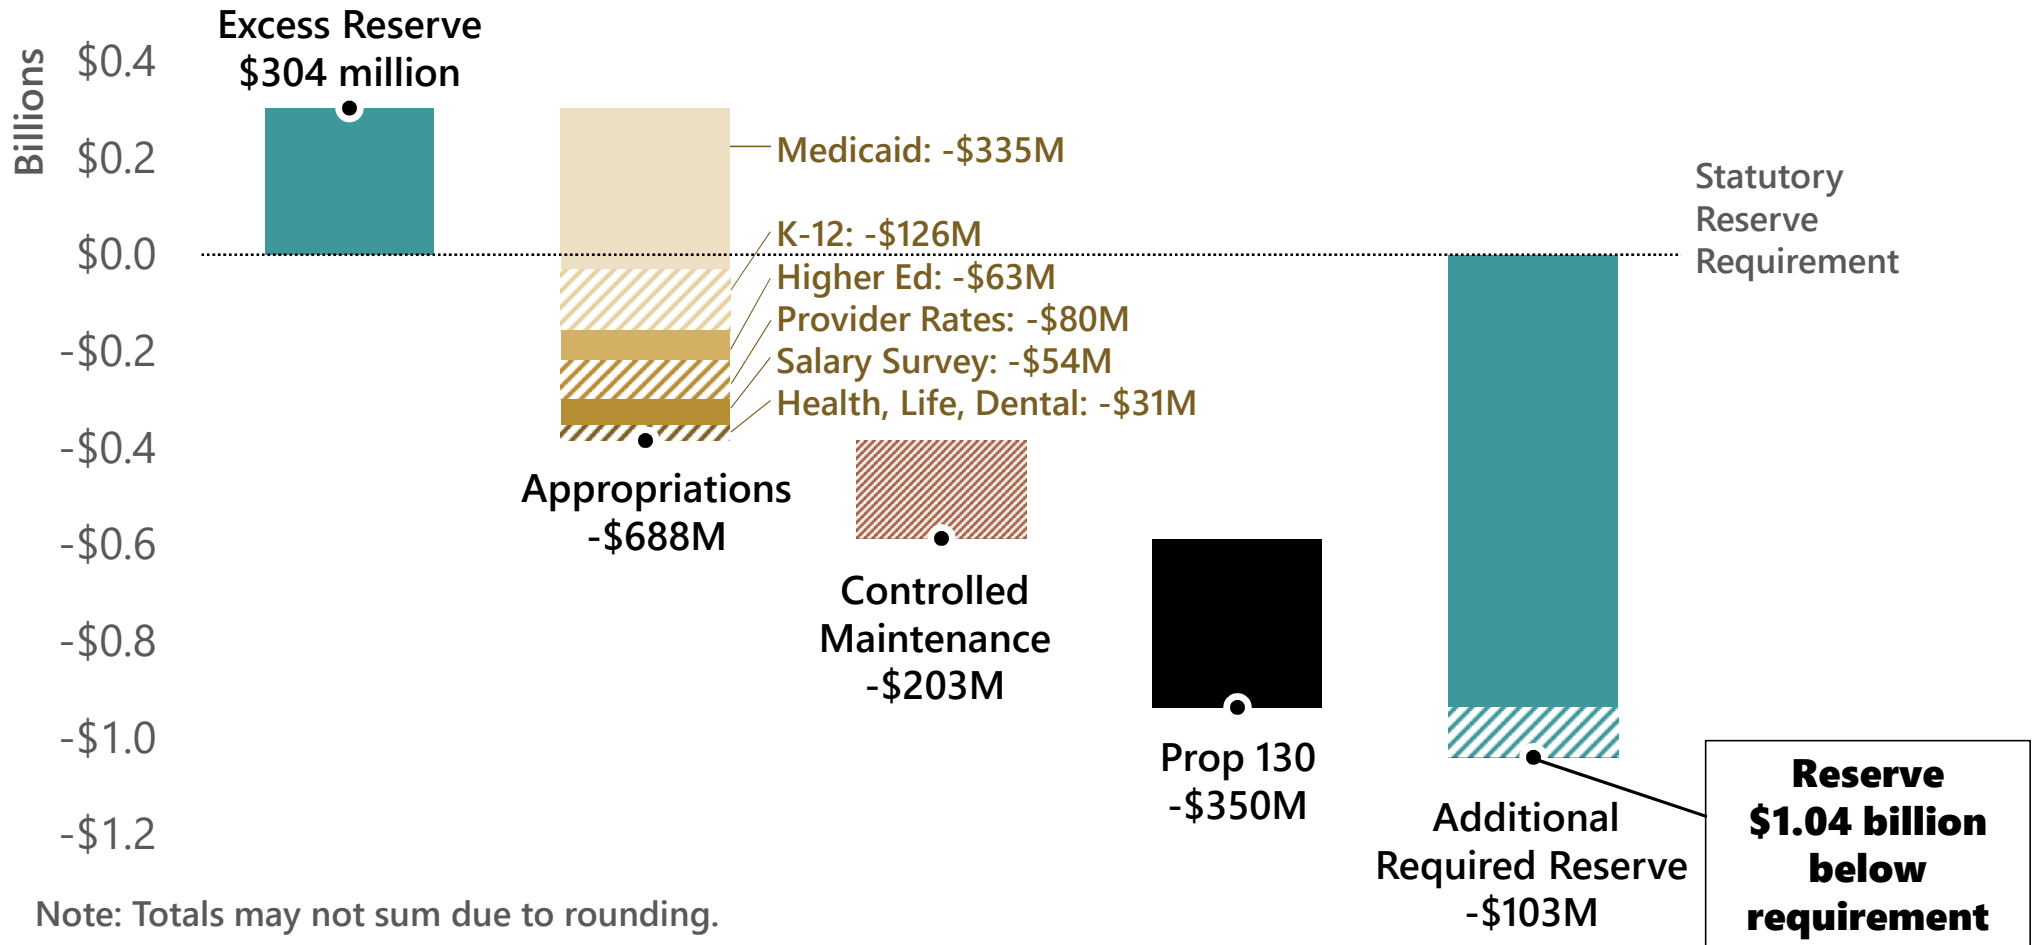 Billions
$0.4
$0.2
$0.0
-$0.2
-$0.4
-$0.6
-$0.8
-$1.0
-$1.2
Excess Reserve
$304 million
Medicaid: -$335M
K-12: -$126M
Higher Ed: -$63M
Provider Rates: -$80M
Salary Survey: -$54M
Health, Life, Dental: -$31M
Appropriations
-$688M
Controlled
Maintenance
-$203M
Prop 130
-$350M
Statutory
Reserve
Requirement
Additional
Required Reserve
-$103M
Reserve
$1.04 billion
below
requirement
Note: Totals may not sum due to rounding.